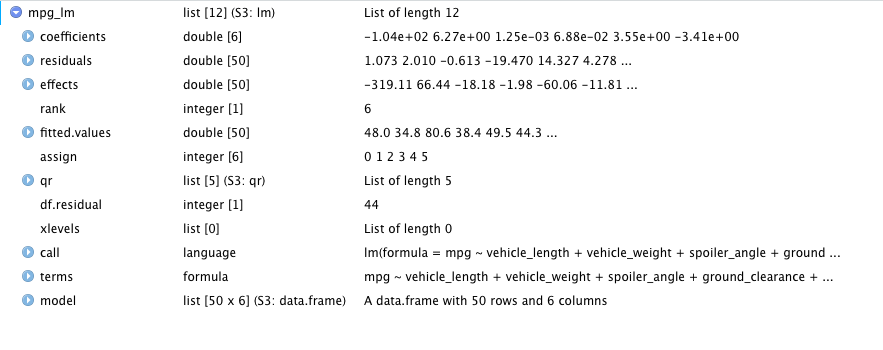 mpg_lm list [12] (S3: lm) List of length 12
coefficients double [6] -1.04e+02 6.27e+00 1.25e-03 6.88e-02 3.55e+00 -3.41e+00
residuals double [50] 1.073 2.010 -0.613 -19.470 14.327 4.278 ...
effects double [50] -319.11 66.44 -18.18 -1.98 -60.06 -11.81 ...
rank integer [1] 6
fitted.values double [50] 48.0 34.8 80.6 38.4 49.5 44.3 ...
assign integer [6] 0 1 2 3 4 5
qr list [5] (S3: qr) List of length 5
df.residual integer [1] 44
xlevels list [0] List of length 0
call language lm(formula = mpg ~ vehicle_length + vehicle_weight + spoiler_angle + ground ...
terms formula mpg ~ vehicle_length + vehicle_weight + spoiler_angle + ground_clearance + ...
model list [50 x 6] (S3: data.frame) A data.frame with 50 rows and 6 columns